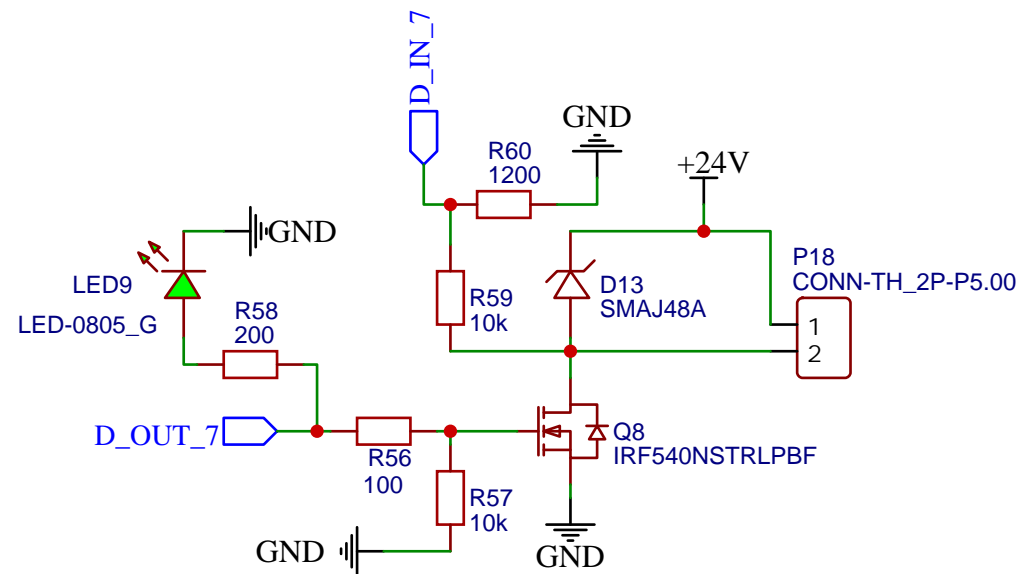 D_IN_7
GND
R60
1200
+24V
GND
P18
CONN-TH_2P-P5.00
LED9
LED-0805_G
R59
10k
D13
SMAJ48A
1
2
R58
200
D_OUT_7
R56
100
Q8
IRF540NSTRLPBF
R57
10k
GND
GND